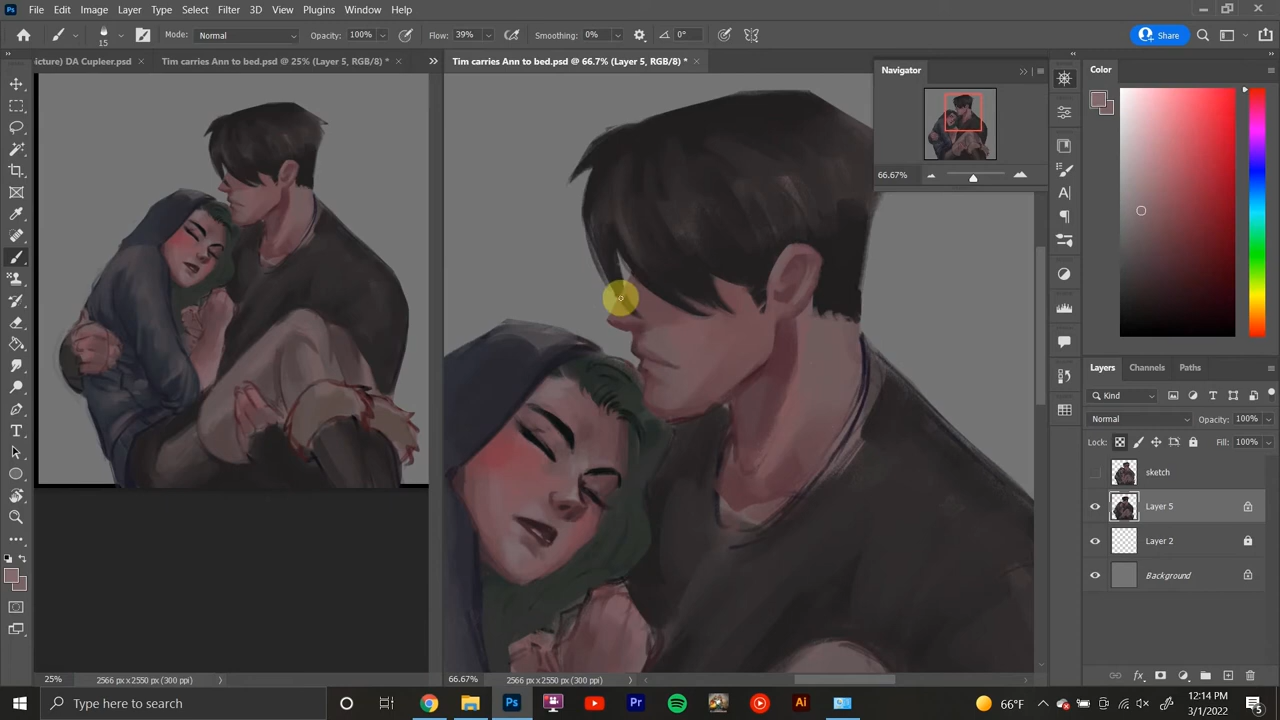 Ps File Edit Image Layer Type Select Filter 3D View Plugins Window Help
15 Mode: Normal Opacity: 100% Flow: 39% Smoothing: 0% 0° Share
icture) DA Cupleer.psd × Tim carries Ann to bed.psd @ 25% (Layer 5, RGB/8) * × » Tim carries Ann to bed.psd @ 66.7% (Layer 5, RGB/8) * ×
Navigator
66.67%
Color
Layers Channels Paths
Kind
Normal Opacity: 100%
Lock: Fill: 100%
sketch
Layer 5
Layer 2
Background
25% 2566 px x 2550 px (300 ppi) 66.67% 2566 px x 2550 px (300 ppi)
Type here to search
Ps Pr Ai
66°F
12:14 PM
3/1/2022